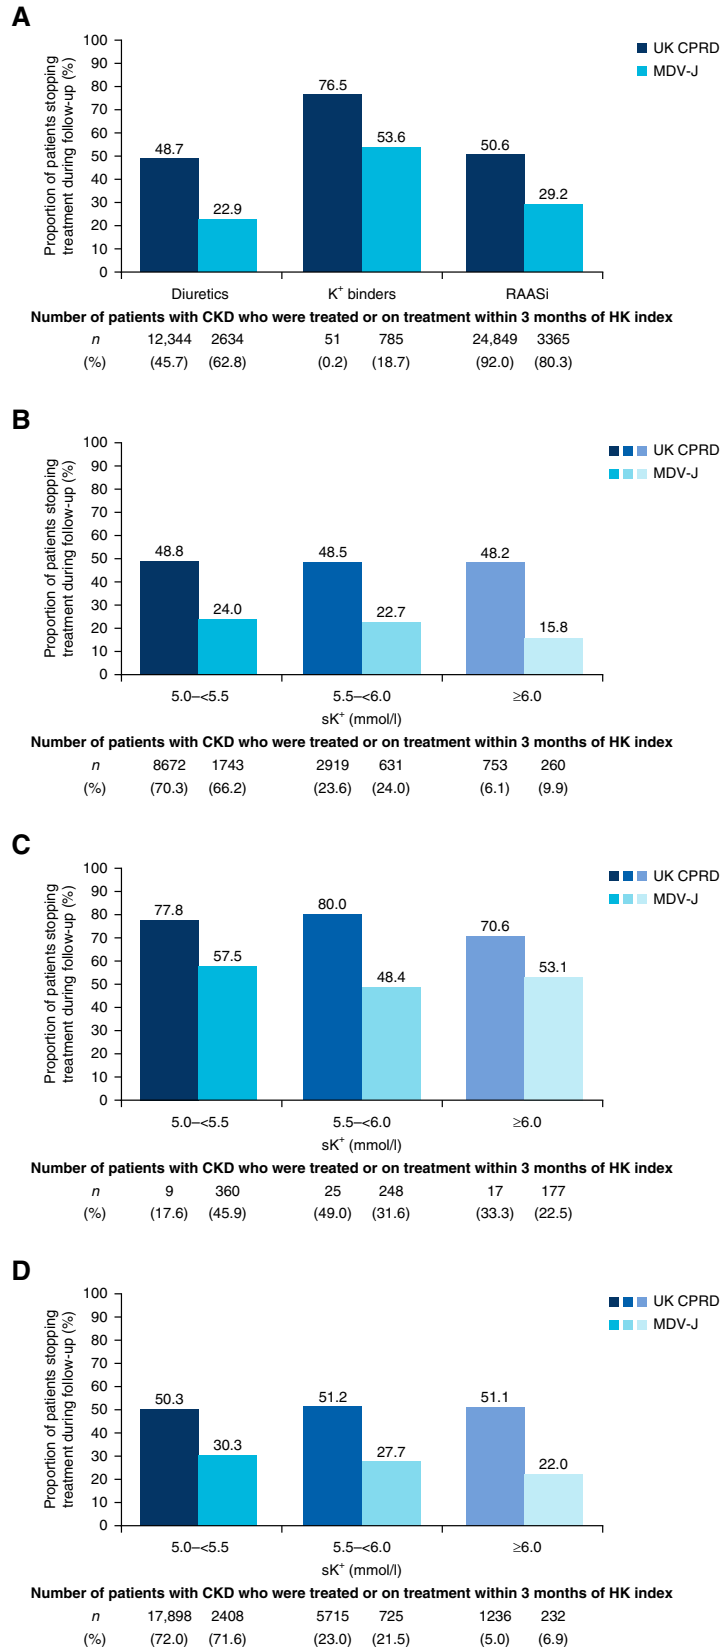 A
Proportion of patients stopping
treatment during follow-up (%)
100
90
80
70
60
50
40
30
20
10
0
48.7
22.9
76.5
53.6
50.6
29.2
UK CPRD
MDV-J
Diuretics K+ binders RAASi
Number of patients with CKD who were treated or on treatment within 3 months of HK index
n 12,344 2634 51 785 24,849 3365
(%) (45.7) (62.8) (0.2) (18.7) (92.0) (80.3)
B
Proportion of patients stopping
treatment during follow-up (%)
100
90
80
70
60
50
40
30
20
10
0
48.8
24.0
48.5
22.7
48.2
15.8
UK CPRD
MDV-J
5.0–<5.5 5.5–<6.0 ≥6.0
sK+ (mmol/l)
Number of patients with CKD who were treated or on treatment within 3 months of HK index
n 8672 1743 2919 631 753 260
(%) (70.3) (66.2) (23.6) (24.0) (6.1) (9.9)
C
Proportion of patients stopping
treatment during follow-up (%)
100
90
80
70
60
50
40
30
20
10
0
77.8
57.5
80.0
48.4
70.6
53.1
UK CPRD
MDV-J
5.0–<5.5 5.5–<6.0 ≥6.0
sK+ (mmol/l)
Number of patients with CKD who were treated or on treatment within 3 months of HK index
n 9 360 25 248 17 177
(%) (17.6) (45.9) (49.0) (31.6) (33.3) (22.5)
D
Proportion of patients stopping
treatment during follow-up (%)
100
90
80
70
60
50
40
30
20
10
0
50.3
30.3
51.2
27.7
51.1
22.0
UK CPRD
MDV-J
5.0–<5.5 5.5–<6.0 ≥6.0
sK+ (mmol/l)
Number of patients with CKD who were treated or on treatment within 3 months of HK index
n 17,898 2408 5715 725 1236 232
(%) (72.0) (71.6) (23.0) (21.5) (5.0) (6.9)